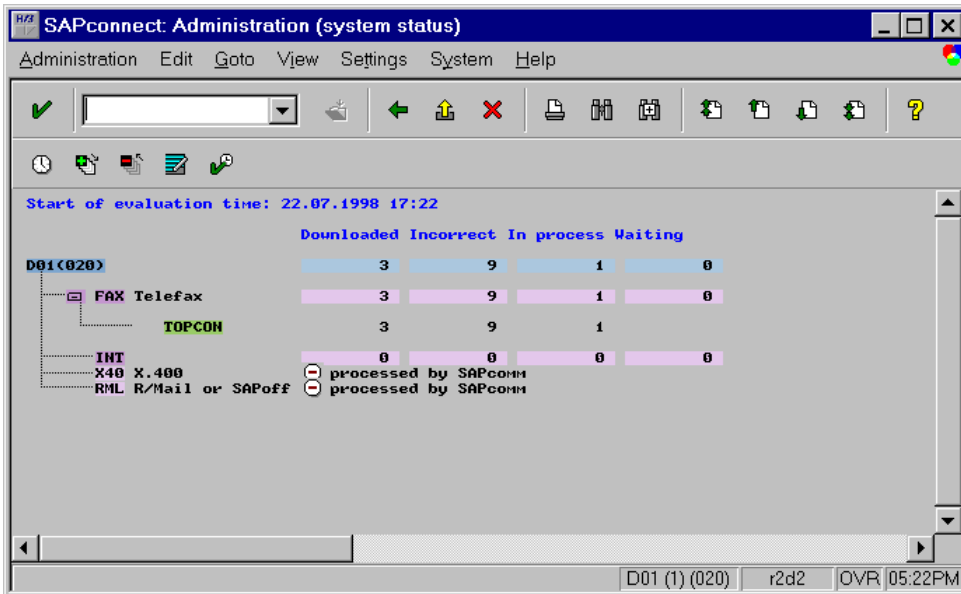 SAPconnect: Administration (system status)
Administration Edit Goto View Settings System Help
Start of evaluation time: 22.07.1998 17:22
Downloaded Incorrect In process Waiting
D01(020) 3 9 1 0
FAX Telefax 3 9 1 0
TOPCON 3 9 1
INT 0 0 0 0
X40 X.400 processed by SAPcomm
RML R/Mail or SAPoff processed by SAPcomm
D01 (1) (020) r2d2 OVR 05:22PM